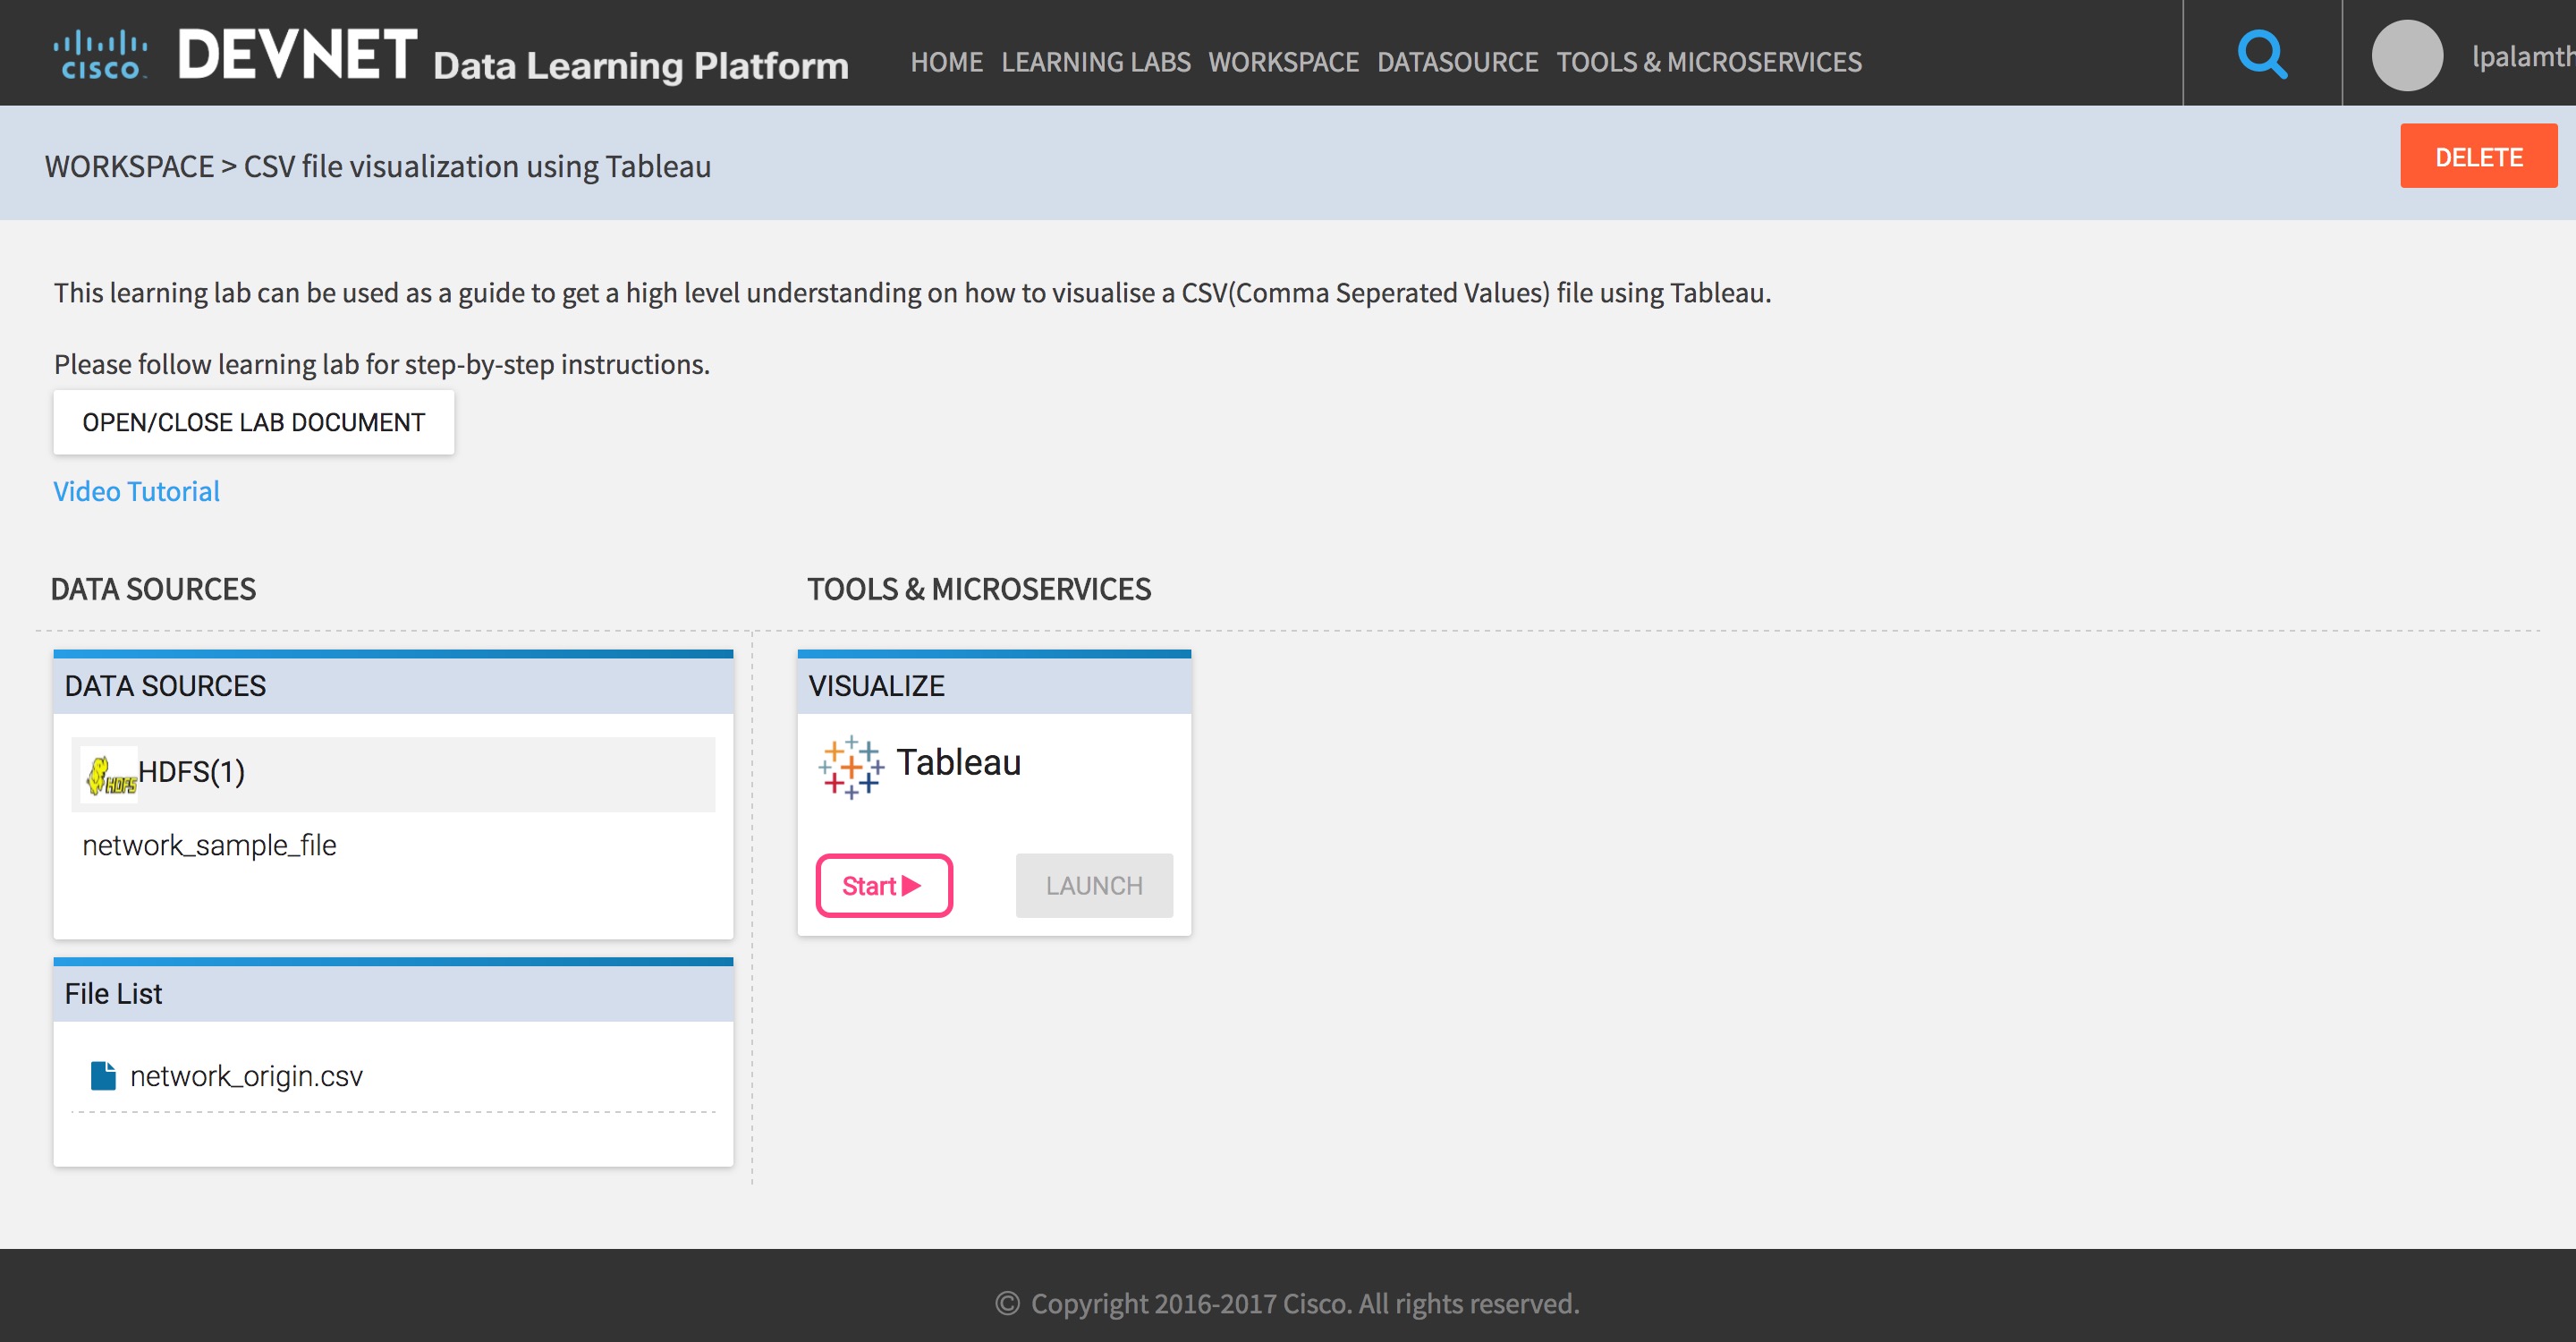 CISCO DEVNET Data Learning Platform HOME LEARNING LABS WORKSPACE DATASOURCE TOOLS & MICROSERVICES lpalamth
WORKSPACE > CSV file visualization using Tableau DELETE
This learning lab can be used as a guide to get a high level understanding on how to visualise a CSV(Comma Seperated Values) file using Tableau.
Please follow learning lab for step-by-step instructions.
OPEN/CLOSE LAB DOCUMENT
Video Tutorial
DATA SOURCES
DATA SOURCES
HDFS HDFS(1)
network_sample_file
File List
network_origin.csv
TOOLS & MICROSERVICES
VISUALIZE
Tableau
Start LAUNCH
© Copyright 2016-2017 Cisco. All rights reserved.